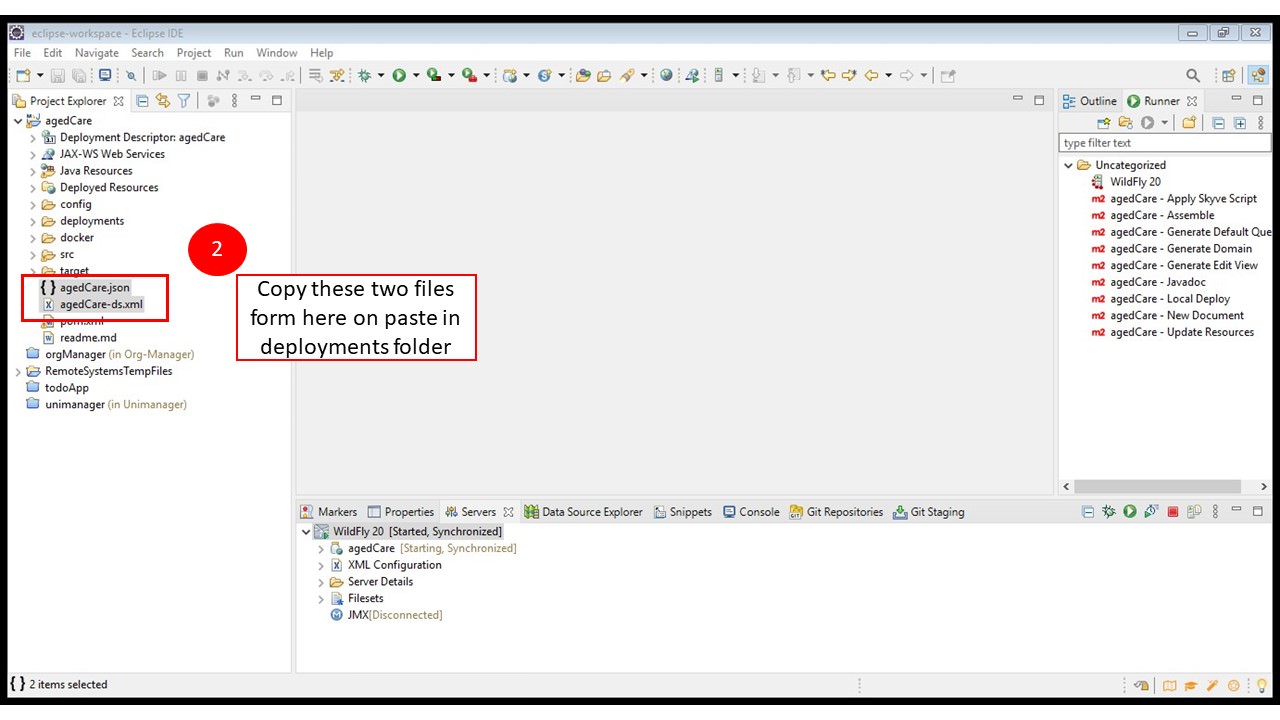 eclipse-workspace - Eclipse IDE
File Edit Navigate Search Project Run Window Help
Project Explorer
agedCare
Deployment Descriptor: agedCare
JAX-WS Web Services
Java Resources
Deployed Resources
config
deployments
docker
src
target
{ } agedCare.json
agedCare-ds.xml
pom.xml
readme.md
orgManager (in Org-Manager)
RemoteSystemsTempFiles
todoApp
unimanager (in Unimanager)
2
Copy these two files
form here on paste in
deployments folder
Outline Runner
type filter text
Uncategorized
WildFly 20
m2 agedCare - Apply Skyve Script
m2 agedCare - Assemble
m2 agedCare - Generate Default Que
m2 agedCare - Generate Domain
m2 agedCare - Generate Edit View
m2 agedCare - Javadoc
m2 agedCare - Local Deploy
m2 agedCare - New Document
m2 agedCare - Update Resources
Markers Properties Servers Data Source Explorer Snippets Console Git Repositories Git Staging
WildFly 20 [Started, Synchronized]
agedCare [Starting, Synchronized]
XML Configuration
Server Details
Filesets
JMX[Disconnected]
{ } 2 items selected